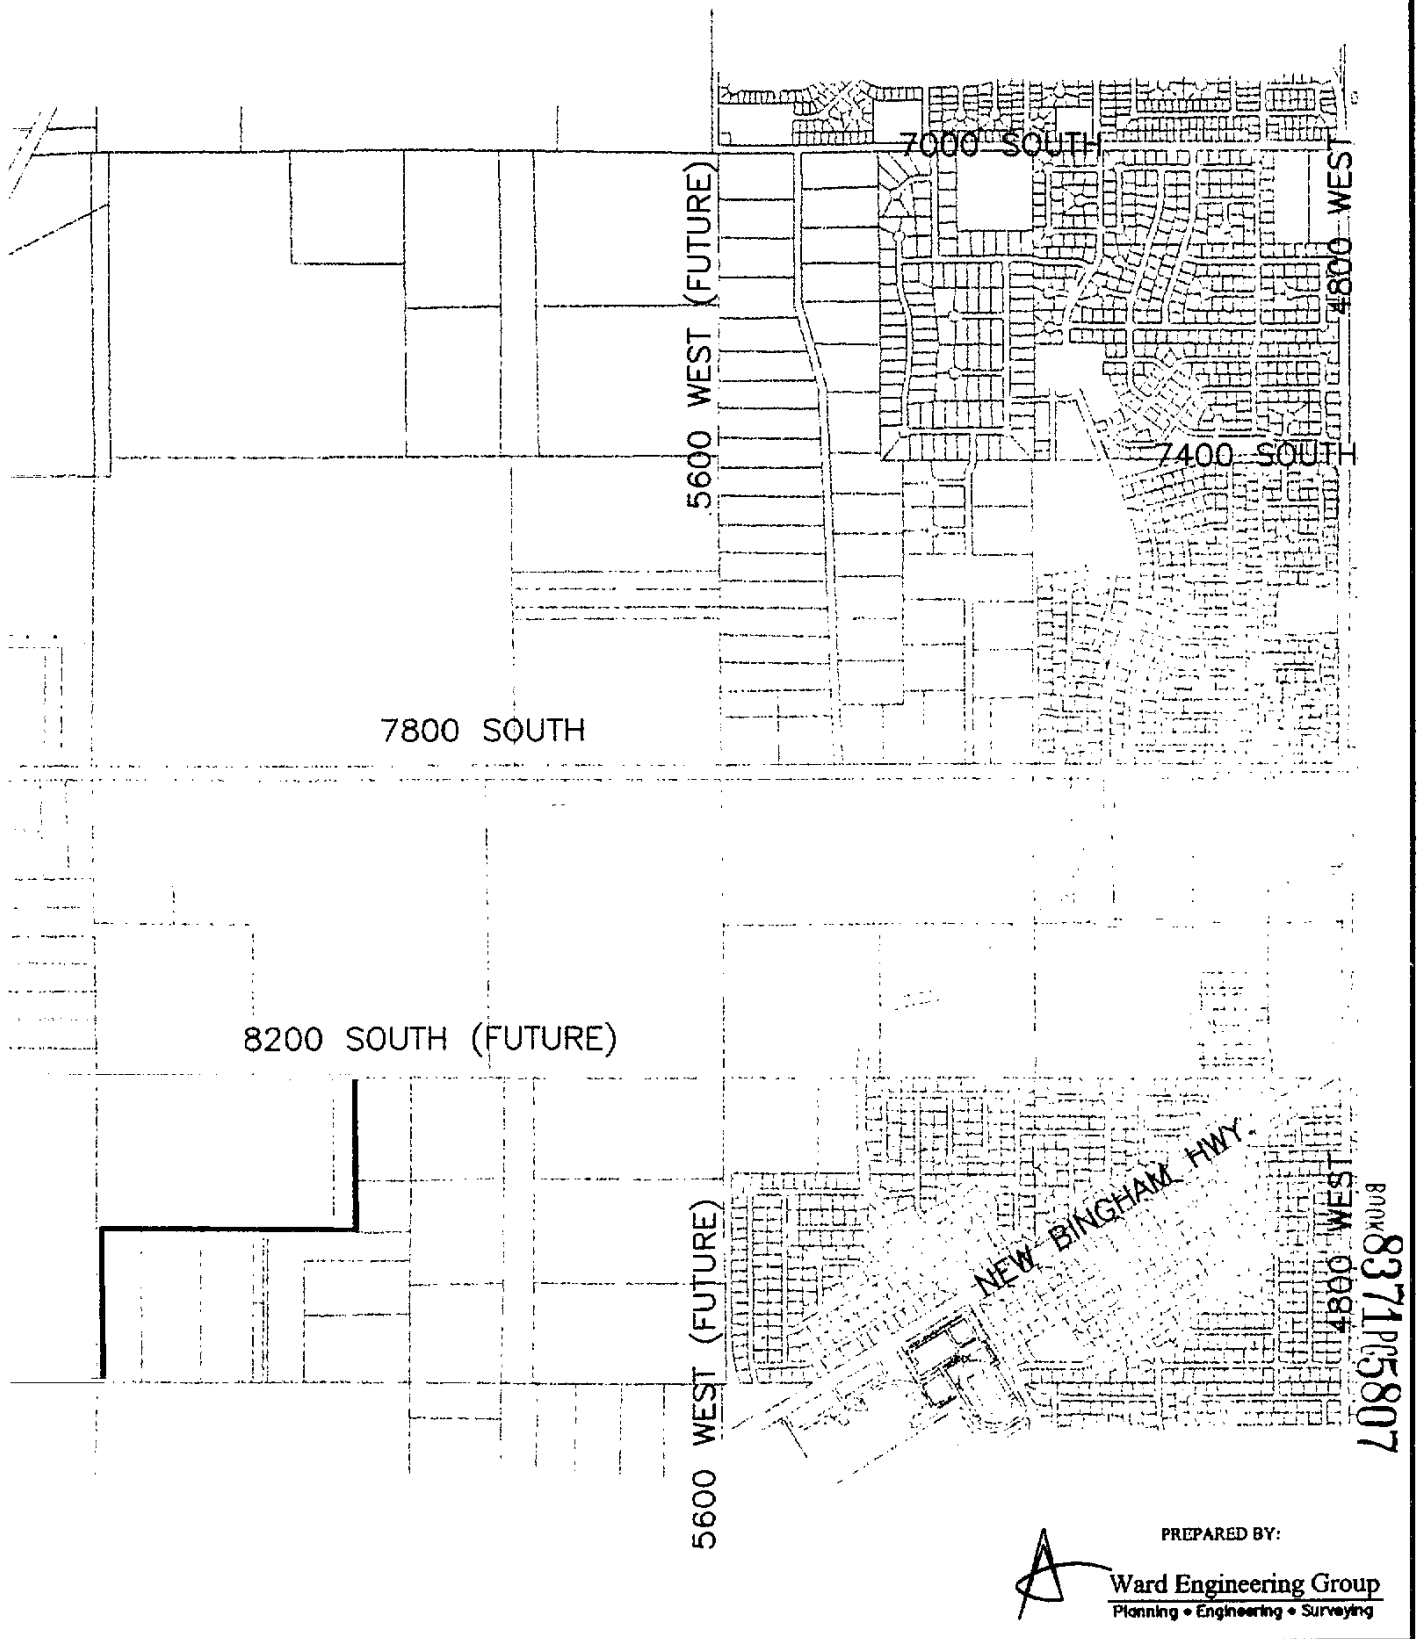 7000 SOUTH
4800 WEST
5600 WEST (FUTURE)
7400 SOUTH
7800 SOUTH
8200 SOUTH (FUTURE)
NEW BINGHAM HWY.
4800 WEST
5600 WEST (FUTURE)
BOOK 8371 PG 5807
PREPARED BY:
Ward Engineering Group
Planning • Engineering • Surveying